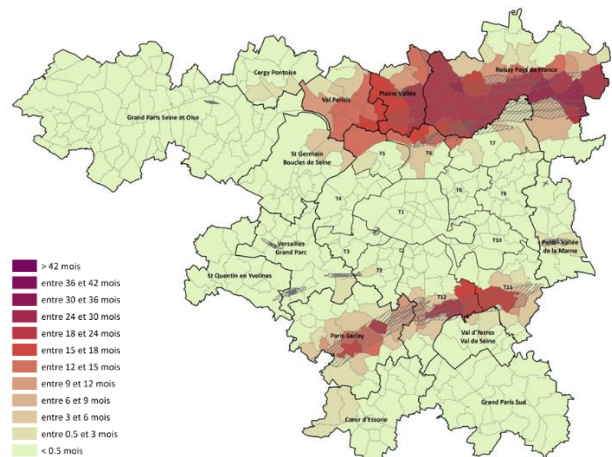 Cergy Pontoise
Roissy Pays de France
Val Parisis
Plaine Vallée
Grand Paris Seine et Oise
St Germain
Boucles de Seine
T5
T6
T7
T4
T8
T9
T1
Versailles
Grand Parc
T3
T10
Paris - Vallée
de la Marne
St Quentin en Yvelines
T2
T12
T11
Paris-Saclay
Val d'Yerres
Val de Seine
Cœur d'Essone
Grand Paris Sud
> 42 mois
entre 36 et 42 mois
entre 30 et 36 mois
entre 24 et 30 mois
entre 18 et 24 mois
entre 15 et 18 mois
entre 12 et 15 mois
entre 9 et 12 mois
entre 6 et 9 mois
entre 3 et 6 mois
entre 0.5 et 3 mois
< 0.5 mois